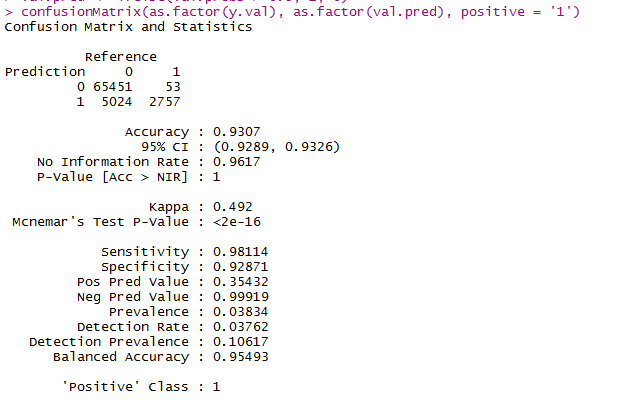 > confusionMatrix(as.factor(y.val), as.factor(val.pred), positive = '1')
Confusion Matrix and Statistics
Reference
Prediction 0 1
0 65451 53
1 5024 2757
Accuracy : 0.9307
95% CI : (0.9289, 0.9326)
No Information Rate : 0.9617
P-Value [Acc > NIR] : 1
Kappa : 0.492
Mcnemar's Test P-Value : <2e-16
Sensitivity : 0.98114
Specificity : 0.92871
Pos Pred Value : 0.35432
Neg Pred Value : 0.99919
Prevalence : 0.03834
Detection Rate : 0.03762
Detection Prevalence : 0.10617
Balanced Accuracy : 0.95493
'Positive' Class : 1